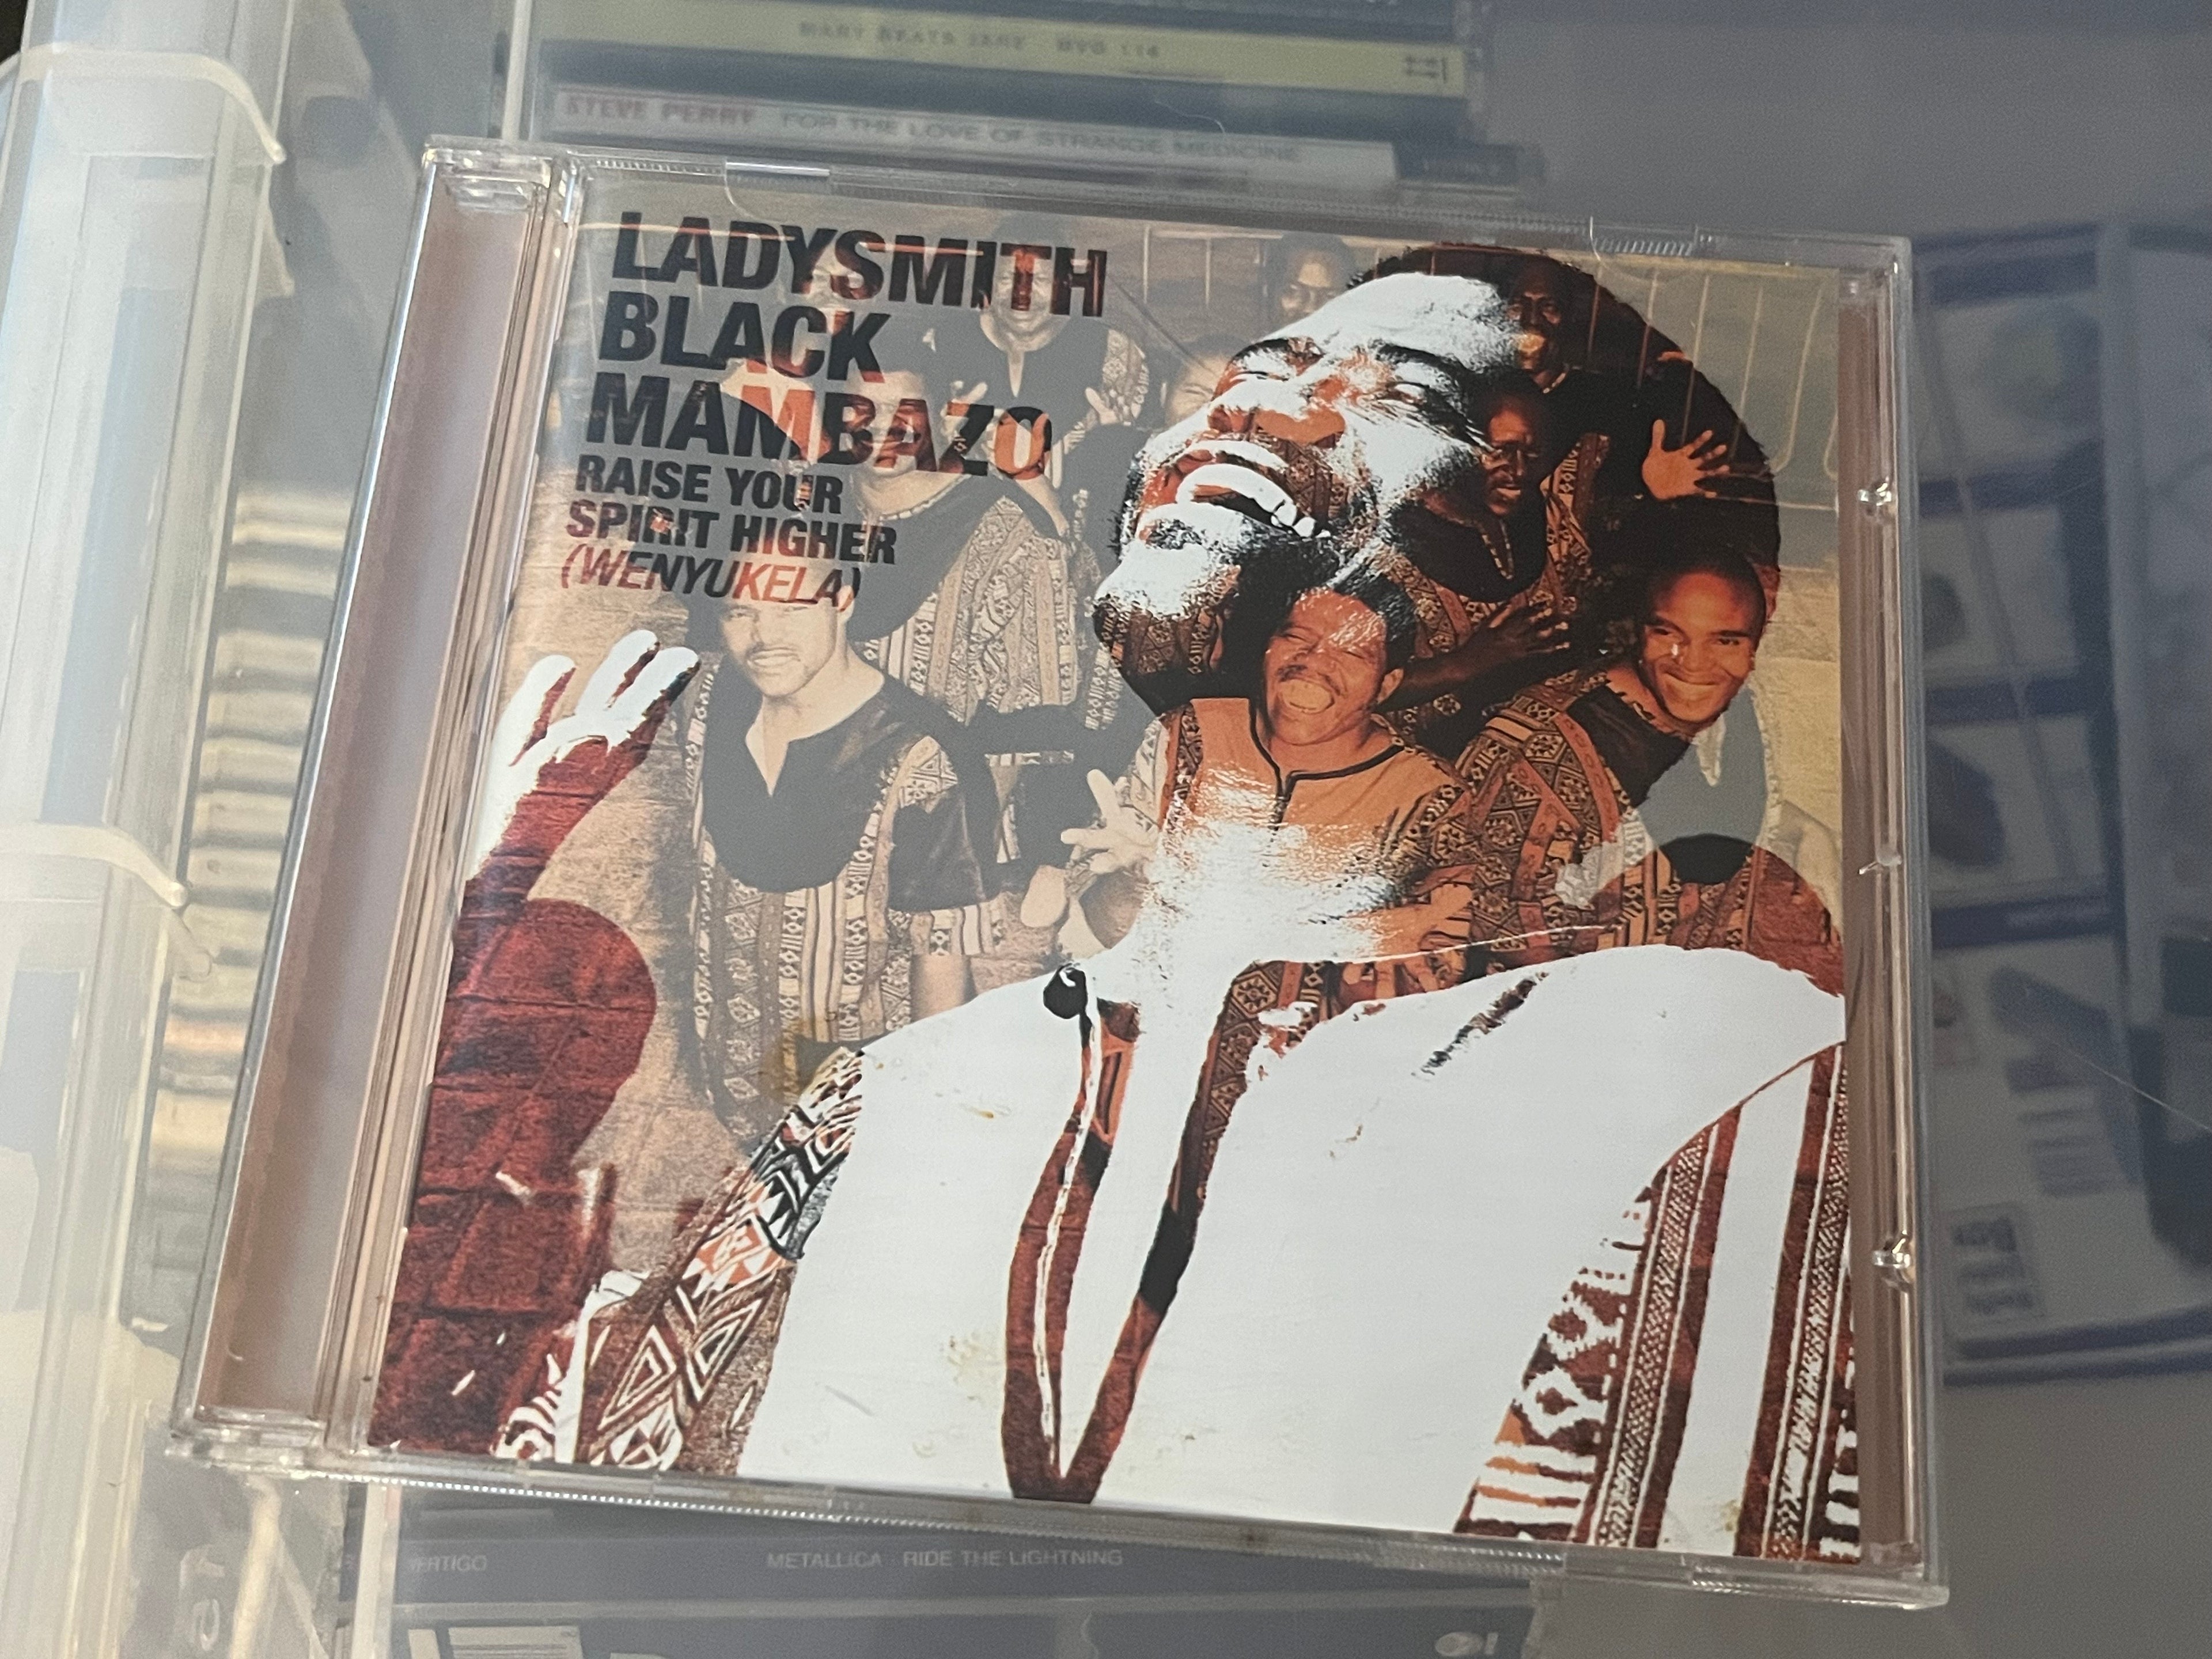 STEVE PERRY FOR THE LOVE OF STRANGE MEDICINE
LADYSMITH
BLACK
MAMBAZO
RAISE YOUR
SPIRIT HIGHER
(WENYUKELA)
VERTIGO
METALLICA · RIDE THE LIGHTNING